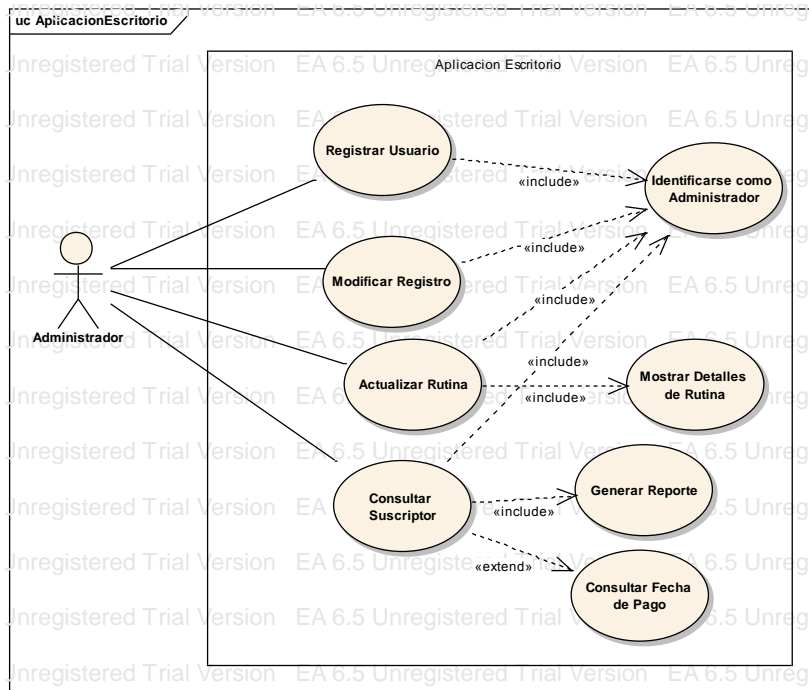 uc AplicacionEscritorio
Aplicacion Escritorio
Registrar Usuario
«include»
Identificarse como
Administrador
«include»
Modificar Registro
«include»
Administrador
«include»
Actualizar Rutina
«include»
Mostrar Detalles
de Rutina
Consultar
Suscriptor
«include»
Generar Reporte
«extend»
Consultar Fecha
de Pago
Unregistered Trial Version EA 6.5 Unregistered Trial Version EA 6.5 Unreg